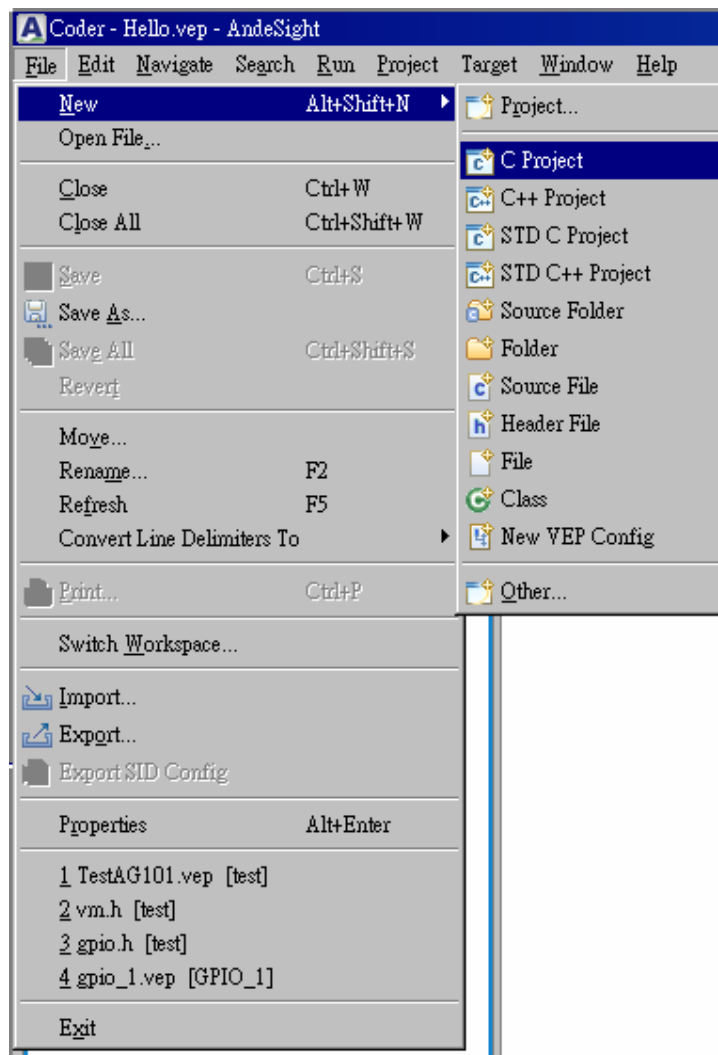 Coder - Hello.vep - AndeSight
File Edit Navigate Search Run Project Target Window Help
New Alt+Shift+N
Open File...
Close Ctrl+W
Close All Ctrl+Shift+W
Save Ctrl+S
Save As...
Save All Ctrl+Shift+S
Revert
Move...
Rename... F2
Refresh F5
Convert Line Delimiters To
Print... Ctrl+P
Switch Workspace...
Import...
Export...
Export SID Config
Properties Alt+Enter
1 TestAG101.vep [test]
2 vm.h [test]
3 gpio.h [test]
4 gpio_1.vep [GPIO_1]
Exit
Project...
C Project
C++ Project
STD C Project
STD C++ Project
Source Folder
Folder
Source File
Header File
File
Class
New VEP Config
Other...